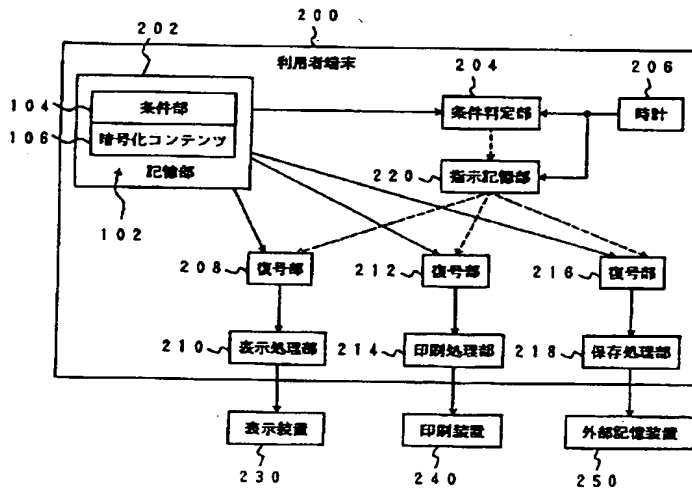 200
202
利用者端末
204
206
104
条件部
条件判定部
時計
106
暗号化コンテンツ
記憶部
220
指示記憶部
102
208
復号部
212
復号部
216
復号部
210
表示処理部
214
印刷処理部
218
保存処理部
表示装置
印刷装置
外部記憶装置
230
240
250